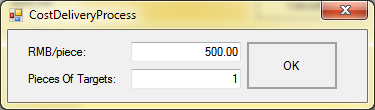 CostDeliveryProcess
RMB/piece: 500.00
Pieces Of Targets: 1
OK